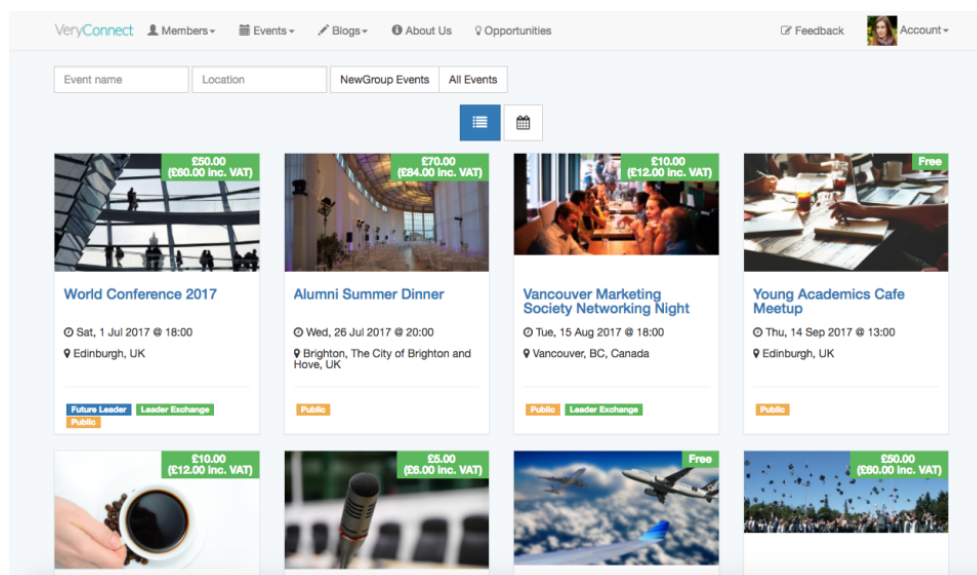 VeryConnect Members Events Blogs About Us Opportunities Feedback Account
Event name Location NewGroup Events All Events
£50.00
(£60.00 inc. VAT)
£70.00
(£84.00 inc. VAT)
£10.00
(£12.00 inc. VAT)
Free
World Conference 2017
Sat, 1 Jul 2017 @ 18:00
Edinburgh, UK
Future Leader Leader Exchange
Public
Alumni Summer Dinner
Wed, 26 Jul 2017 @ 20:00
Brighton, The City of Brighton and
Hove, UK
Public
Vancouver Marketing
Society Networking Night
Tue, 15 Aug 2017 @ 18:00
Vancouver, BC, Canada
Public Leader Exchange
Young Academics Cafe
Meetup
Thu, 14 Sep 2017 @ 13:00
Edinburgh, UK
Public
£10.00
(£12.00 inc. VAT)
£5.00
(£6.00 inc. VAT)
Free
£50.00
(£60.00 inc. VAT)